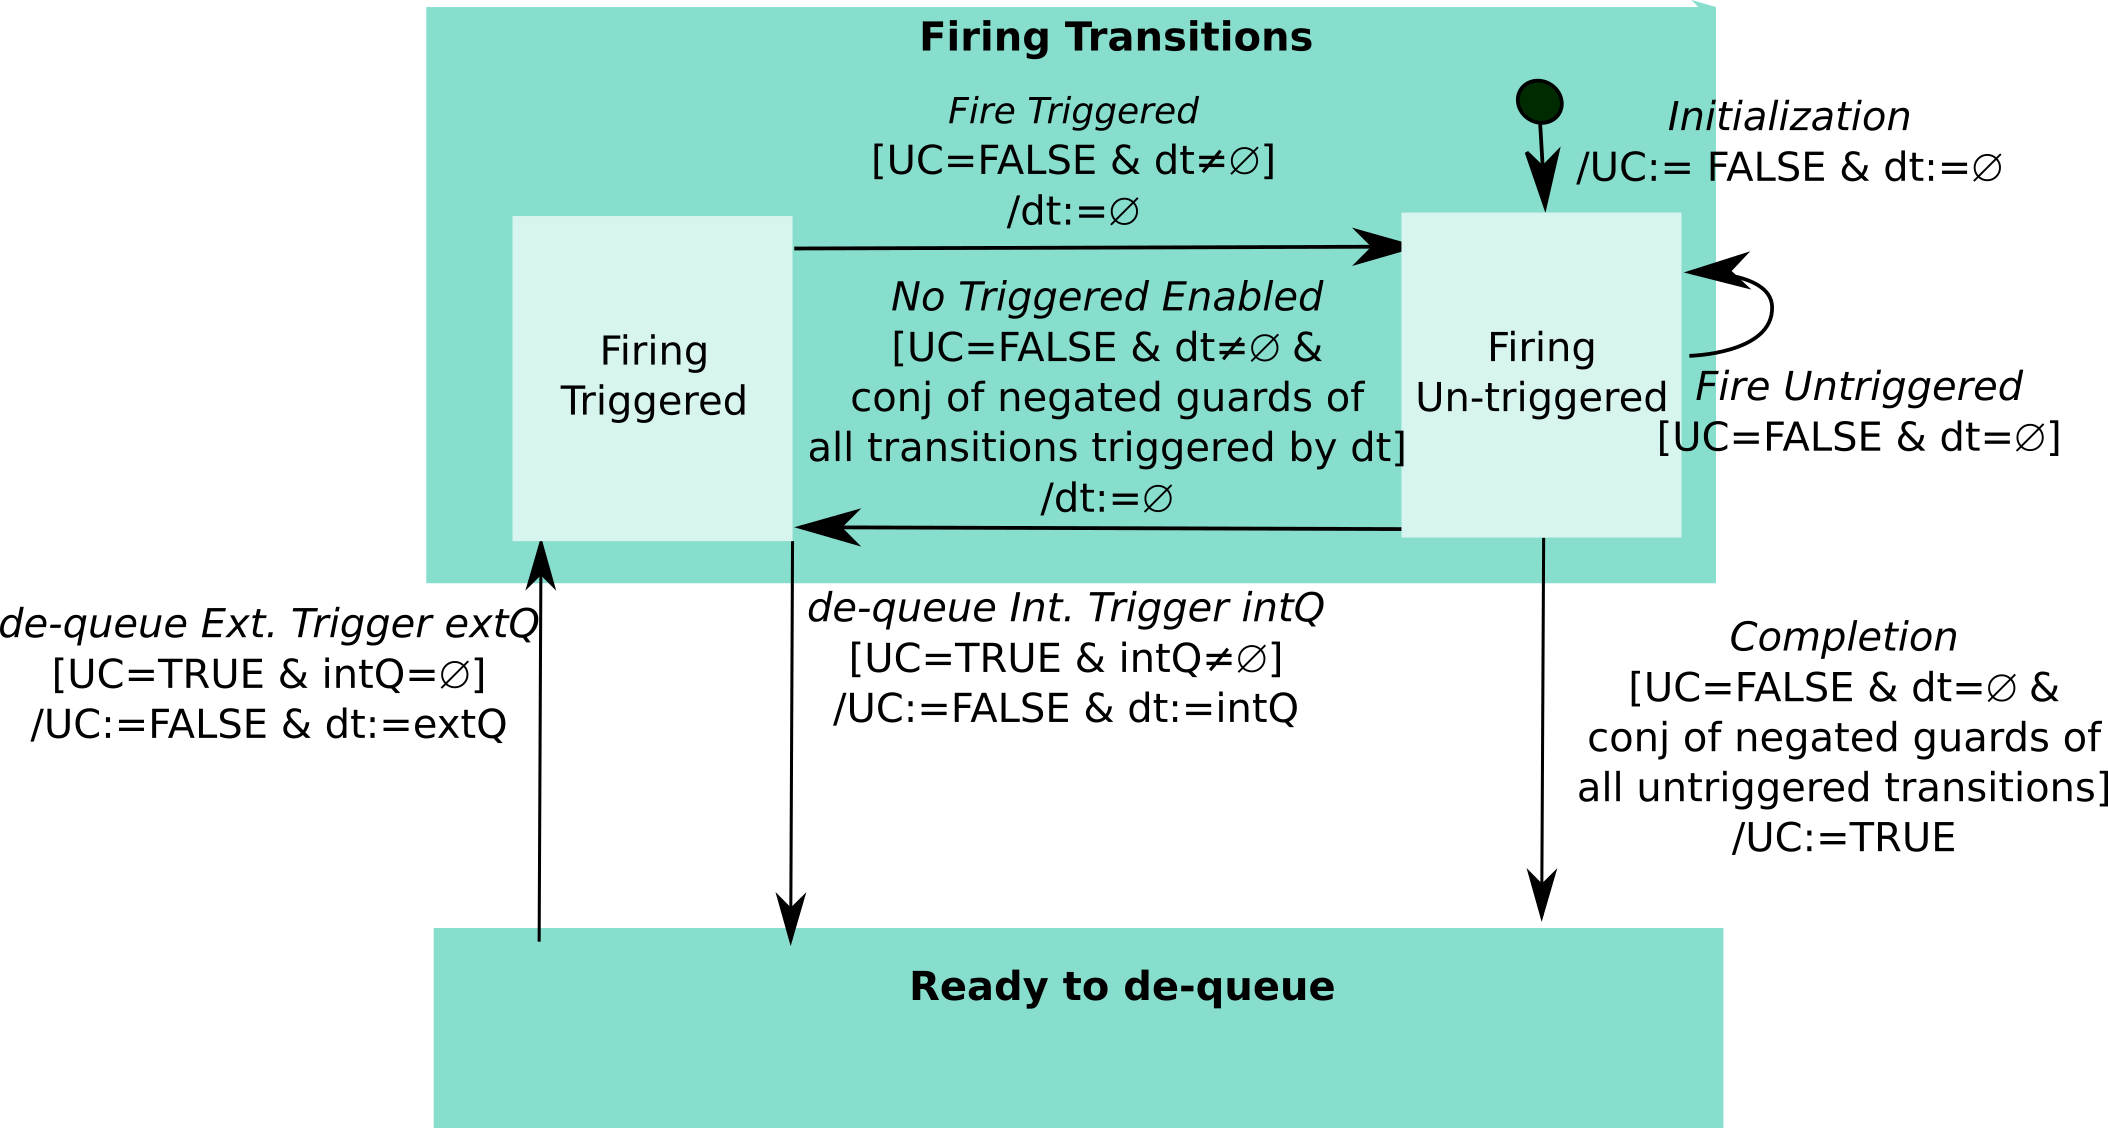 Firing Transitions
Fire Triggered
[UC=FALSE & dt≠∅]
/dt:=∅
Initialization
/UC:= FALSE & dt:=∅
No Triggered Enabled
[UC=FALSE & dt≠∅ &
conj of negated guards of
all transitions triggered by dt]
/dt:=∅
Firing
Triggered
Firing
Un-triggered
Fire Untriggered
[UC=FALSE & dt=∅]
de-queue Ext. Trigger extQ
[UC=TRUE & intQ=∅]
/UC:=FALSE & dt:=extQ
de-queue Int. Trigger intQ
[UC=TRUE & intQ≠∅]
/UC:=FALSE & dt:=intQ
Completion
[UC=FALSE & dt=∅ &
conj of negated guards of
all untriggered transitions]
/UC:=TRUE
Ready to de-queue